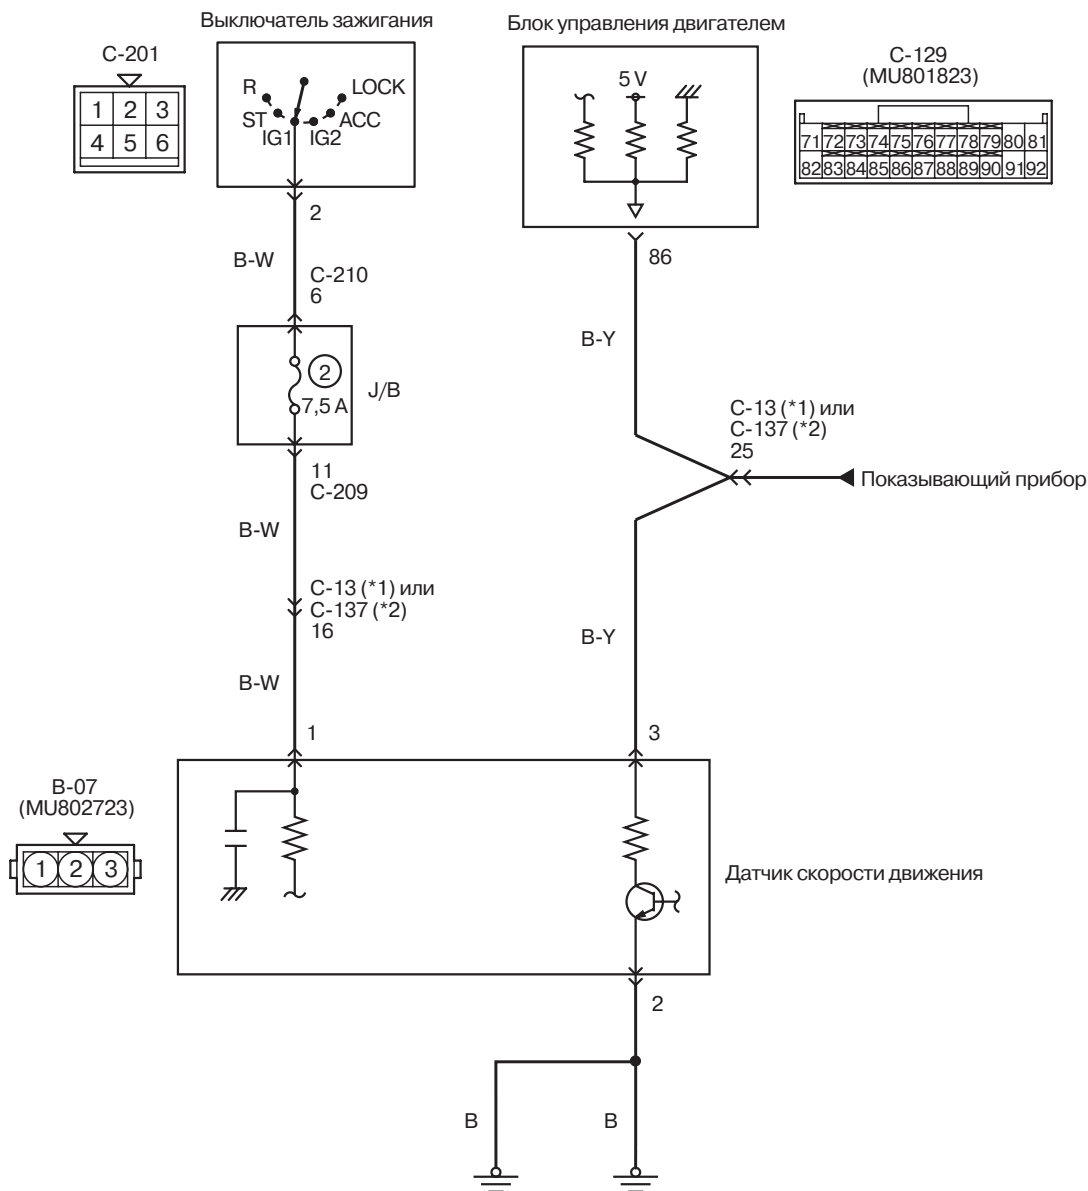 Выключатель зажигания
Блок управления двигателем
C-201
1 2 3
4 5 6
R
LOCK
ST
ACC
IG1
IG2
5 V
C-129
(MU801823)
71 72 73 74 75 76 77 78 79 80 81
82 83 84 85 86 87 88 89 90 91 92
2
86
B-W
C-210
6
B-Y
2
7,5 A
J/B
C-13 (*1) или
C-137 (*2)
25
Показывающий прибор
11
C-209
B-W
C-13 (*1) или
C-137 (*2)
16
B-Y
B-W
1
3
B-07
(MU802723)
1 2 3
Датчик скорости движения
2
B
B